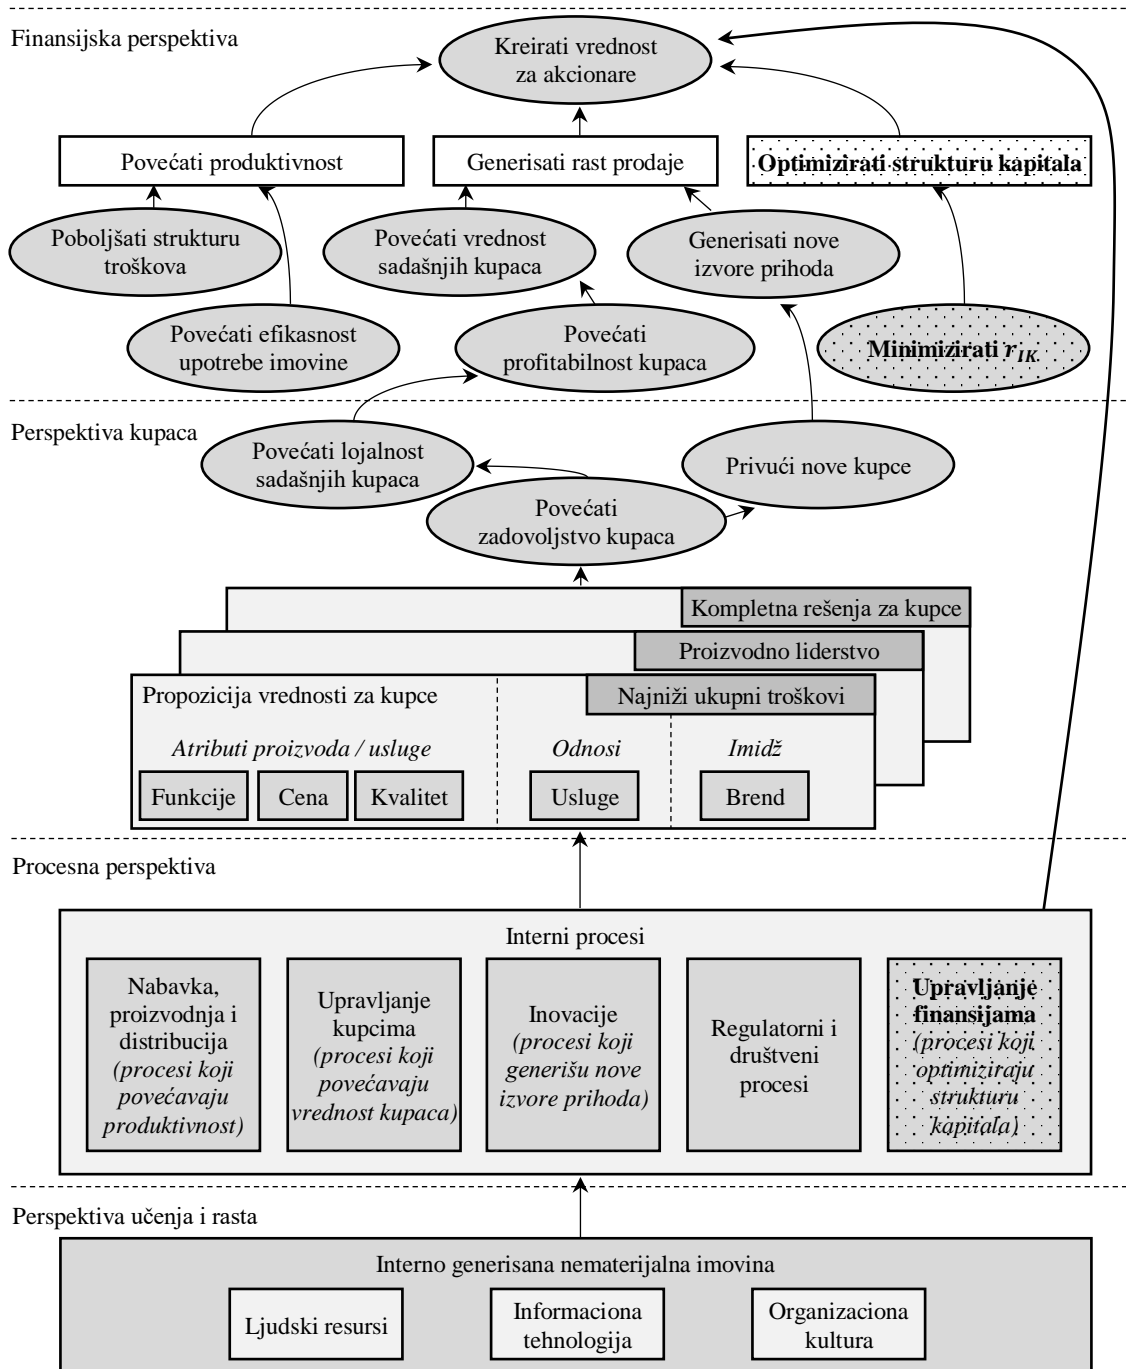 Finansijska perspektiva
Kreirati vrednost
za akcionare
Povećati produktivnost
Generisati rast prodaje
Optimizirati strukturu kapitala
Poboljšati strukturu
troškova
Povećati vrednost
sadašnjih kupaca
Generisati nove
izvore prihoda
Povećati efikasnost
upotrebe imovine
Povećati
profitabilnost kupaca
Minimizirati r_IK
Perspektiva kupaca
Povećati lojalnost
sadašnjih kupaca
Privući nove kupce
Povećati
zadovoljstvo kupaca
Kompletna rešenja za kupce
Proizvodno liderstvo
Propozicija vrednosti za kupce
Najniži ukupni troškovi
Atributi proizvoda / usluge
Odnosi
Imidž
Funkcije
Cena
Kvalitet
Usluge
Brend
Procesna perspektiva
Interni procesi
Nabavka,
proizvodnja i
distribucija
(procesi koji
povećavaju
produktivnost)
Upravljanje
kupcima
(procesi koji
povećavaju
vrednost kupaca)
Inovacije
(procesi koji
generišu nove
izvore prihoda)
Regulatorni i
društveni
procesi
Upravljanje
finansijama
(procesi koji
optimiziraju
strukturu
kapitala)
Perspektiva učenja i rasta
Interno generisana nematerijalna imovina
Ljudski resursi
Informaciona
tehnologija
Organizaciona
kultura